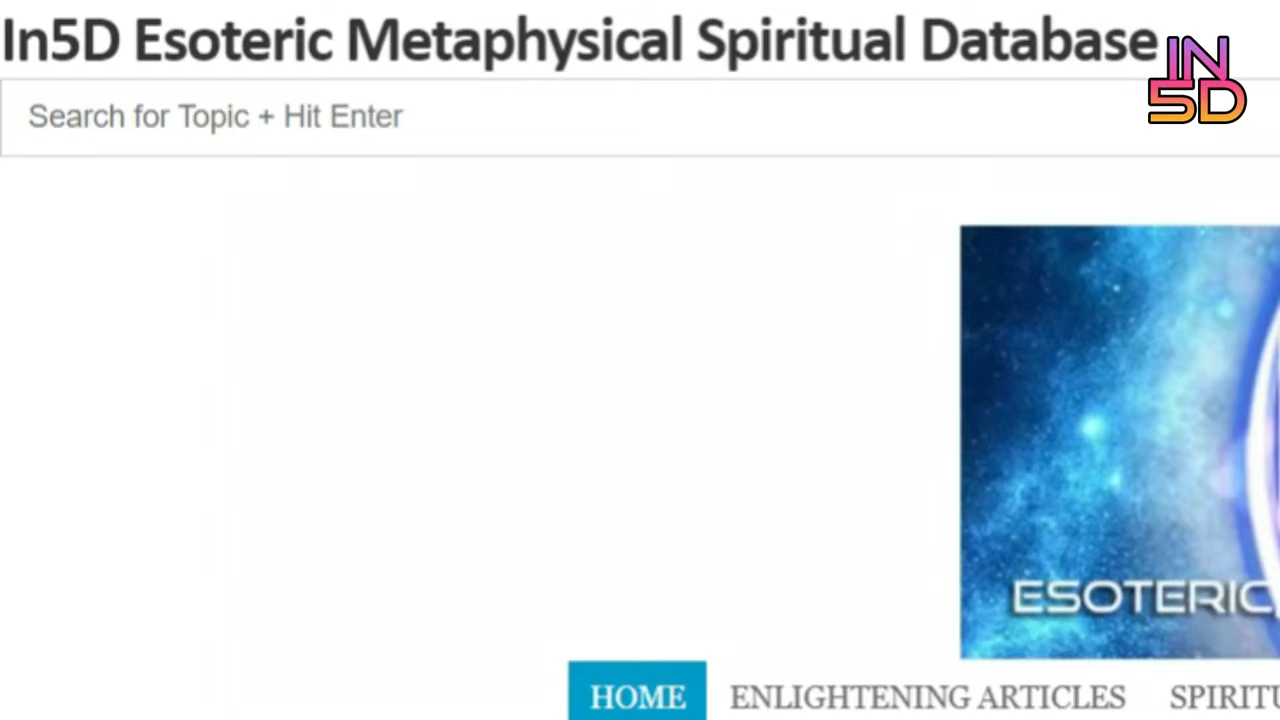 In5D Esoteric Metaphysical Spiritual Database
IN
5D
Search for Topic + Hit Enter
ESOTERIC
HOME ENLIGHTENING ARTICLES